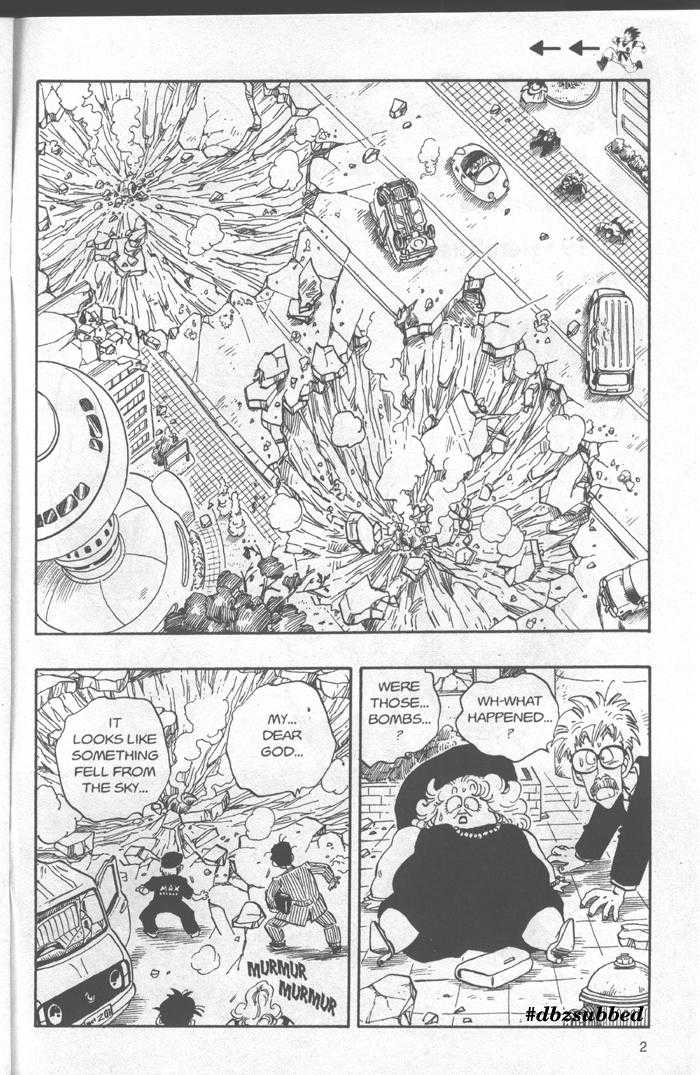 WH-WHAT
HAPPENED...
?
WERE
THOSE...
BOMBS...
?
MY...
DEAR
GOD...
IT
LOOKS LIKE
SOMETHING
FELL FROM
THE SKY...
MAX
MURMUR
MURMUR
#dbzsubbed
2